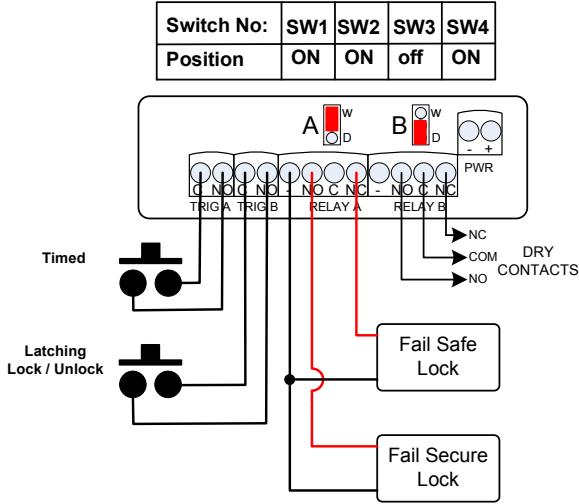 Switch No: SW1 SW2 SW3 SW4
Position ON ON off ON
A W D
B W D
- +
PWR
C NO C NO - NO C NC - NO C NC
TRIG A TRIG B RELAY A RELAY B
NC
COM
NO
DRY
CONTACTS
Timed
Latching
Lock / Unlock
Fail Safe
Lock
Fail Secure
Lock